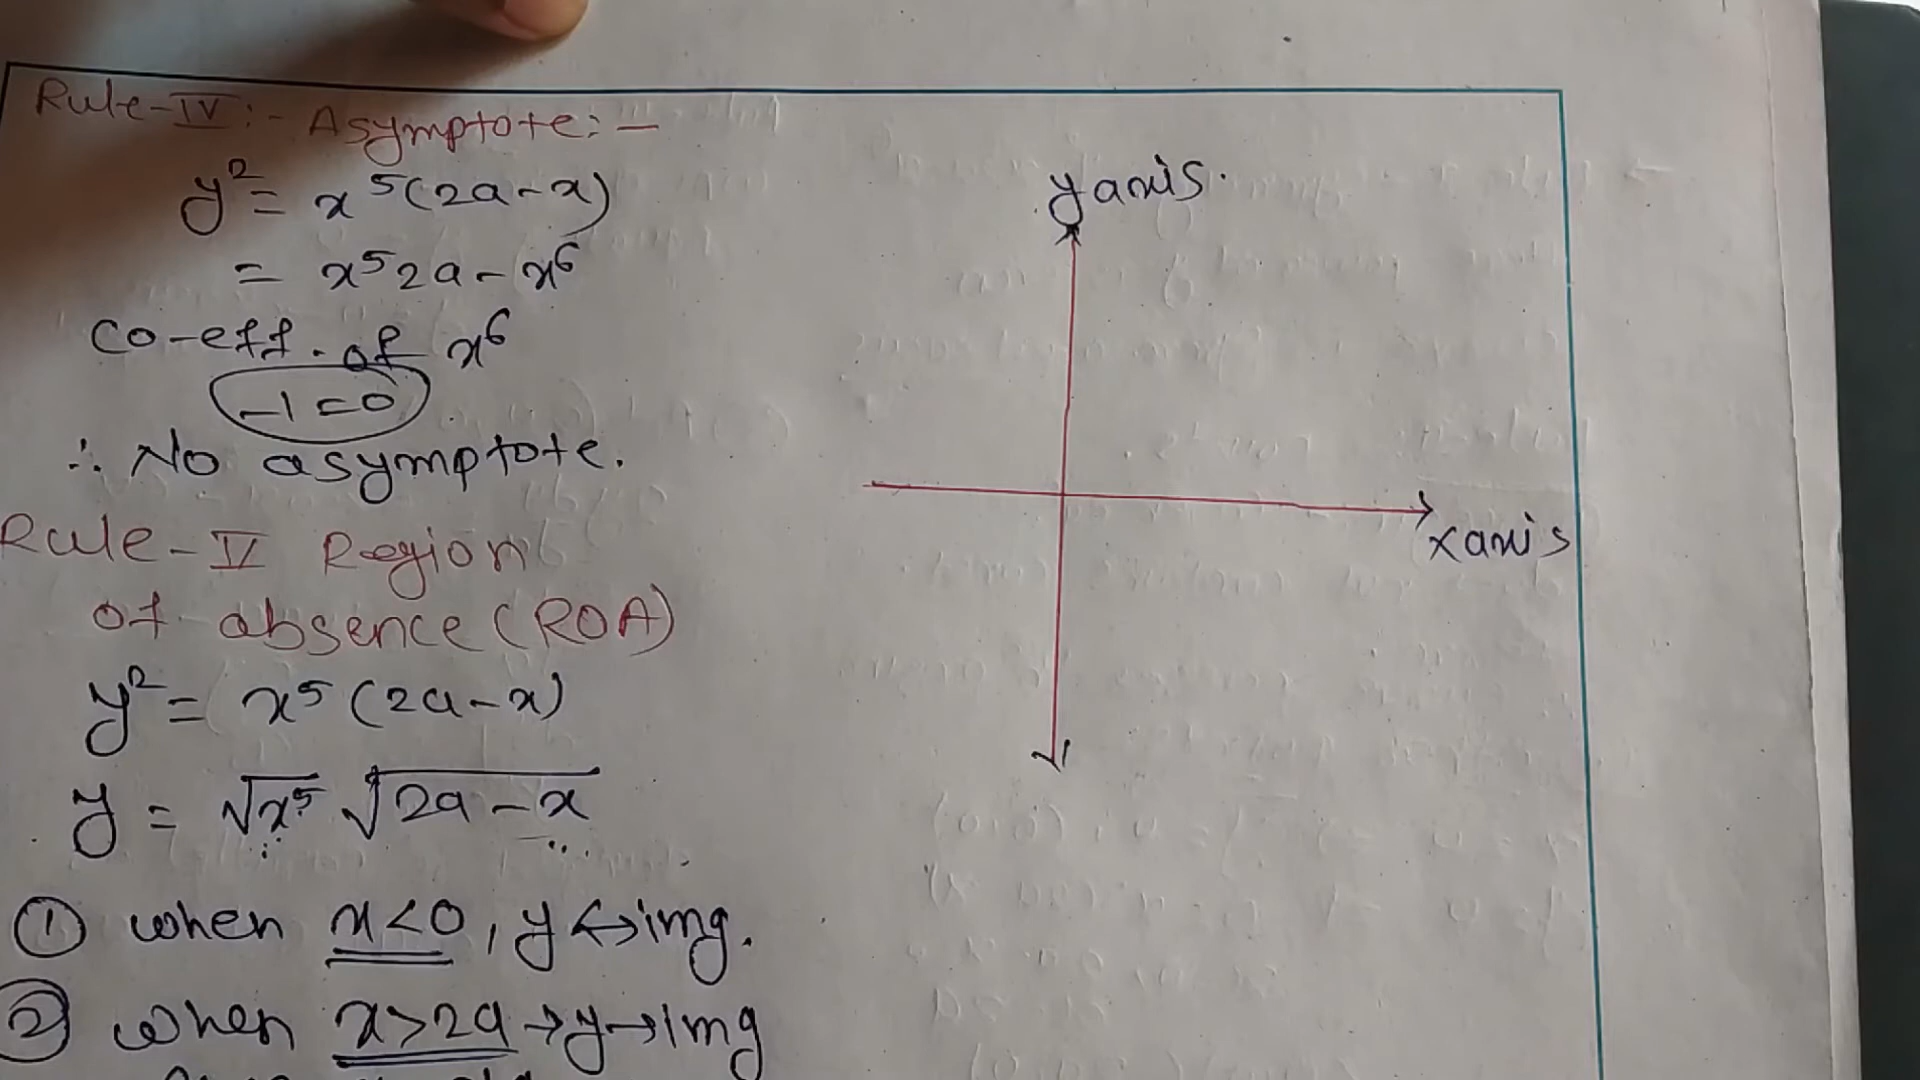 Rule-IV:- Asymptote:-
y² = x⁵(2a-x)
= x⁵2a-x⁶
co-eff. of x⁶
-1=0
∴ No asymptote.
Rule-V Region
of absence (ROA)
y² = x⁵(2a-x)
y = √x⁵ √2a-x
① when x<0, y↔img.
② when x>2a→y→img
y axis.
x axis